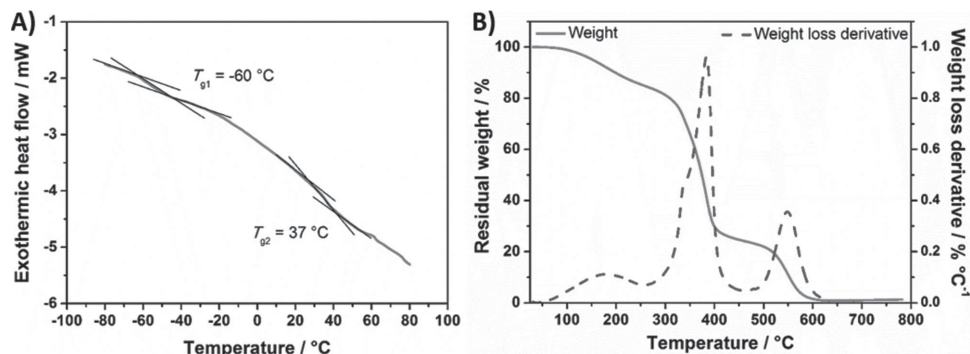 A)
Exothermic heat flow / mW
-1
-2
-3
-4
-5
-6
Tg1 = -60 °C
Tg2 = 37 °C
-100 -80 -60 -40 -20 0 20 40 60 80 100
Temperature / °C
B)
Residual weight / %
100
80
60
40
20
0
Weight
Weight loss derivative
1.0
0.8
0.6
0.4
0.2
0.0
Weight loss derivative / % °C-1
100 200 300 400 500 600 700 800
Temperature / °C